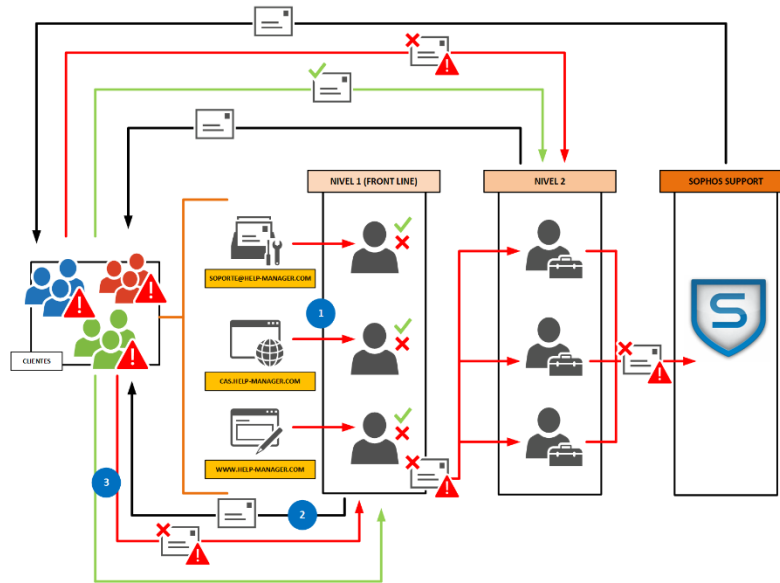 NIVEL 1 (FRONT LINE)
NIVEL 2
SOPHOS SUPPORT
SOPORTE@HELP-MANAGER.COM
1
CLIENTES
CAS.HELP-MANAGER.COM
WWW.HELP-MANAGER.COM
3
2
S